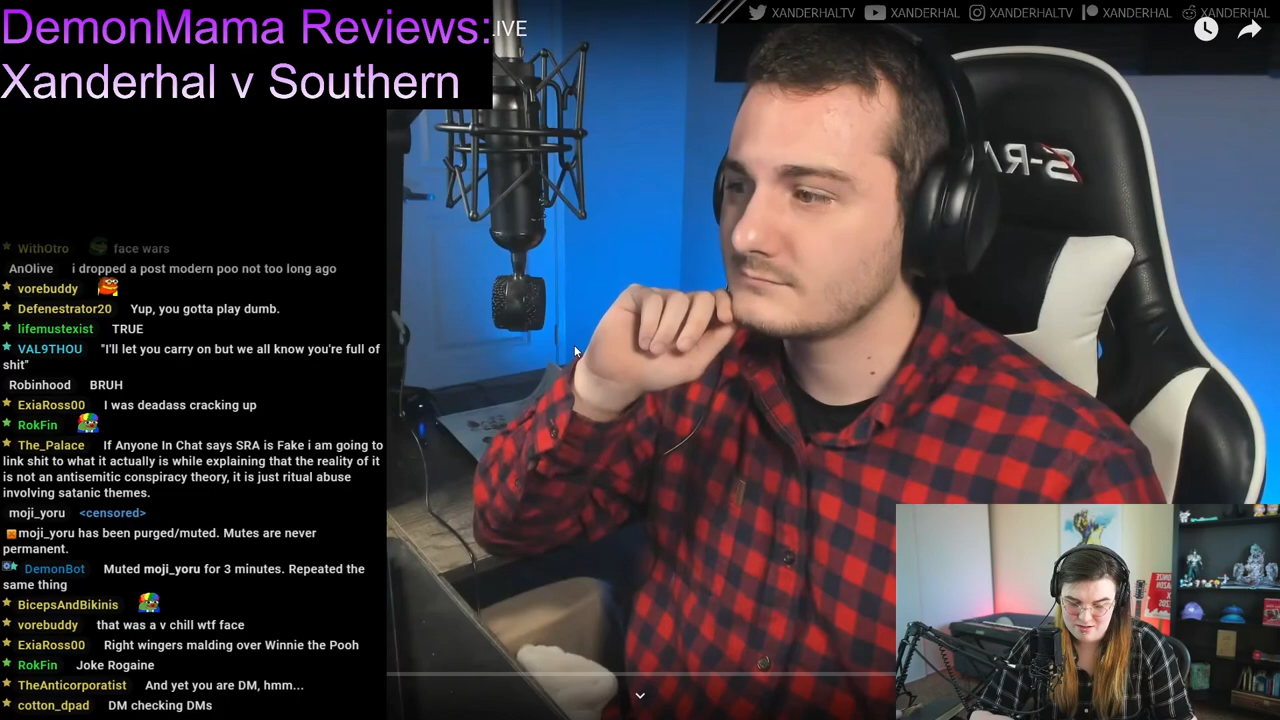 DemonMama Reviews:
Xanderhal v Southern
LIVE
XANDERHALTV XANDERHAL XANDERHALTV XANDERHAL XANDERHAL
WithOtro face wars
AnOlive i dropped a post modern poo not too long ago
vorebuddy
Defenestrator20 Yup, you gotta play dumb.
lifemustexist TRUE
VAL9THOU "I'll let you carry on but we all know you're full of
shit"
Robinhood BRUH
ExiaRoss00 I was deadass cracking up
RokFin
The_Palace If Anyone In Chat says SRA is Fake i am going to
link shit to what it actually is while explaining that the reality of it
is not an antisemitic conspiracy theory, it is just ritual abuse
involving satanic themes.
moji_yoru <censored>
moji_yoru has been purged/muted. Mutes are never
permanent.
DemonBot Muted moji_yoru for 3 minutes. Repeated the
same thing
BicepsAndBikinis
vorebuddy that was a v chill wtf face
ExiaRoss00 Right wingers malding over Winnie the Pooh
RokFin Joke Rogaine
TheAnticorporatist And yet you are DM, hmm...
cotton_dpad DM checking DMs
S-RA